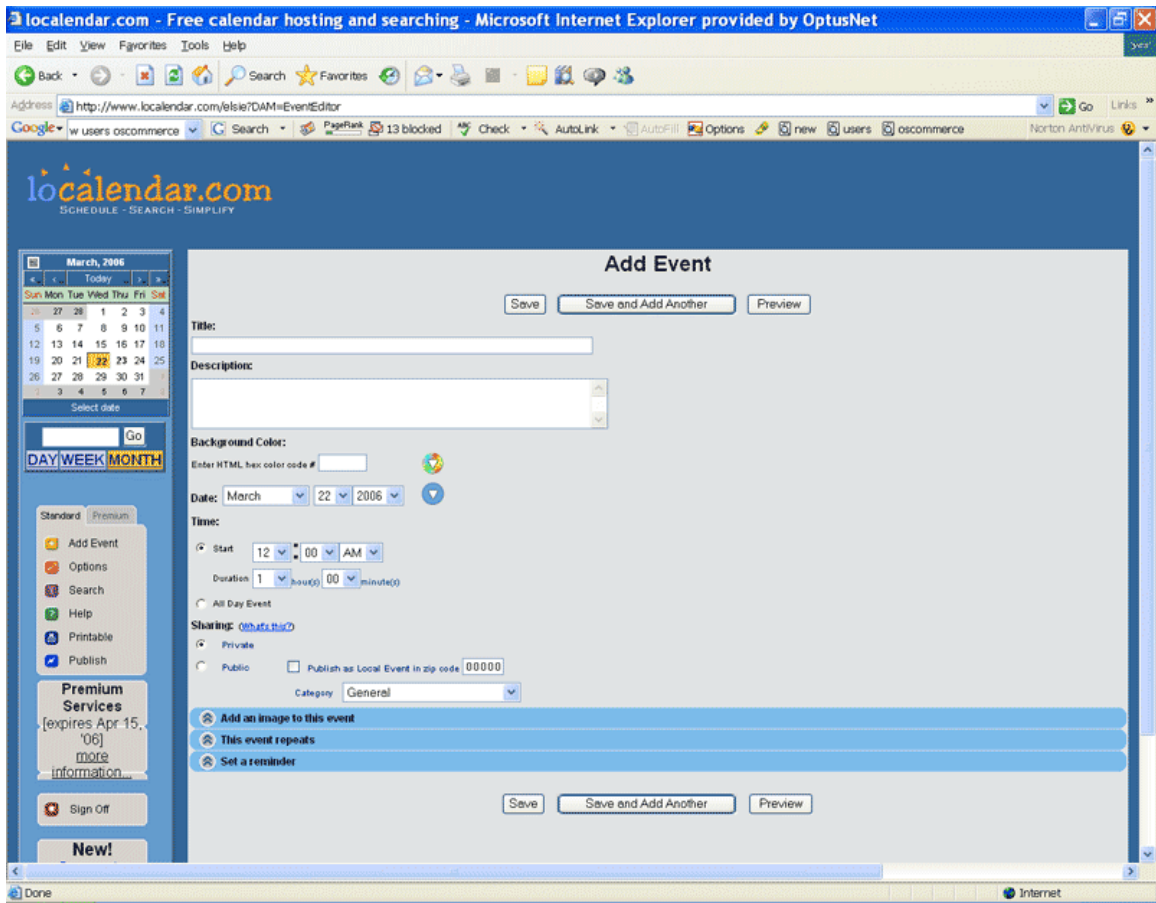 localendar.com - Free calendar hosting and searching - Microsoft Internet Explorer provided by OptusNet
File Edit View Favorites Tools Help
yes'
Back Search Favorites
Address http://www.localendar.com/elsie?DAM=EventEditor Go Links »
Google w users oscommerce Search PageRank 13 blocked Check AutoLink AutoFill Options new users oscommerce Norton AntiVirus
localendar.com
SCHEDULE - SEARCH - SIMPLIFY
March, 2006
Today
Sun Mon Tue Wed Thu Fri Sat
26 27 28 1 2 3 4
5 6 7 8 9 10 11
12 13 14 15 16 17 18
19 20 21 22 23 24 25
26 27 28 29 30 31
3 4 5 6 7
Select date
Go
DAY WEEK MONTH
Standard Premium
Add Event
Options
Search
Help
Printable
Publish
Premium
Services
[expires Apr 15,
'06]
more
information...
Sign Off
New!
Add Event
Save Save and Add Another Preview
Title:
Description:
Background Color:
Enter HTML hex color code #
Date: March 22 2006
Time:
Start 12 : 00 AM
Duration 1 hour(s) 00 minute(s)
All Day Event
Sharing: (What's this?)
Private
Public Publish as Local Event in zip code 00000
Category General
Add an image to this event
This event repeats
Set a reminder
Save Save and Add Another Preview
Done Internet